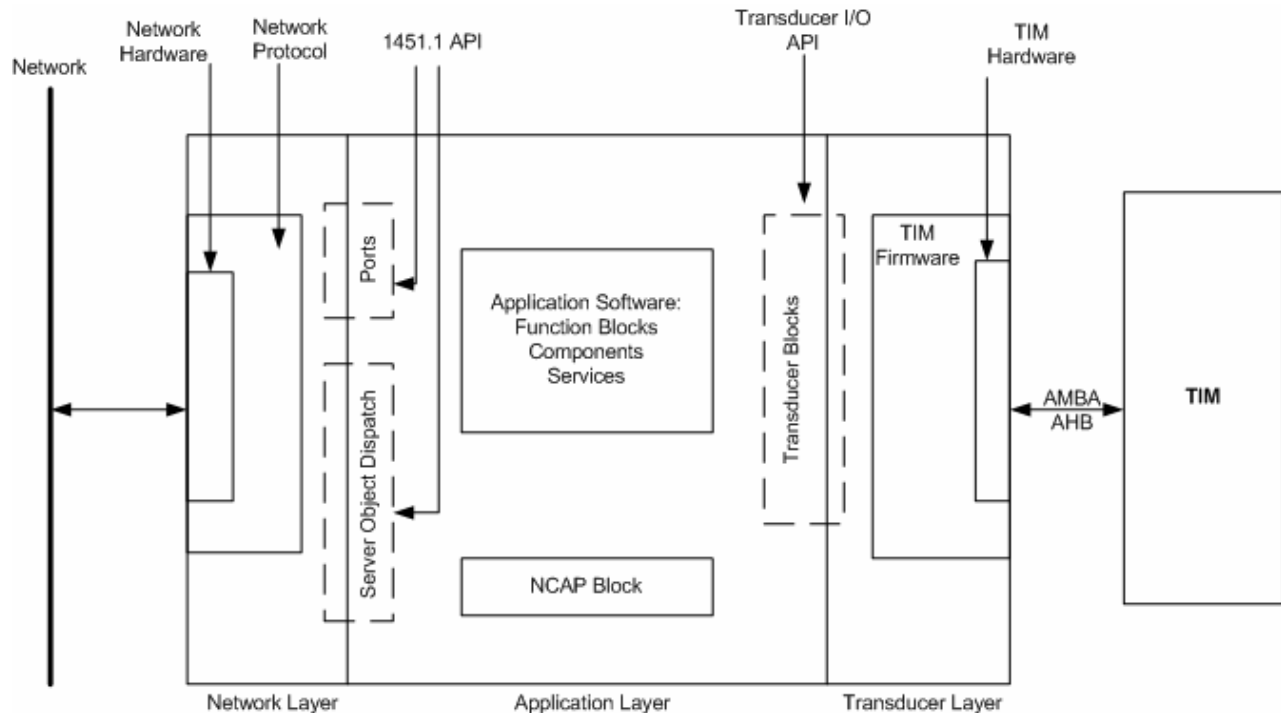 Network
Network
Hardware
Network
Protocol
1451.1 API
Transducer I/O
API
TIM
Hardware
Ports
Server Object Dispatch
Application Software:
Function Blocks
Components
Services
NCAP Block
Transducer Blocks
TIM
Firmware
AMBA
AHB
TIM
Network Layer
Application Layer
Transducer Layer